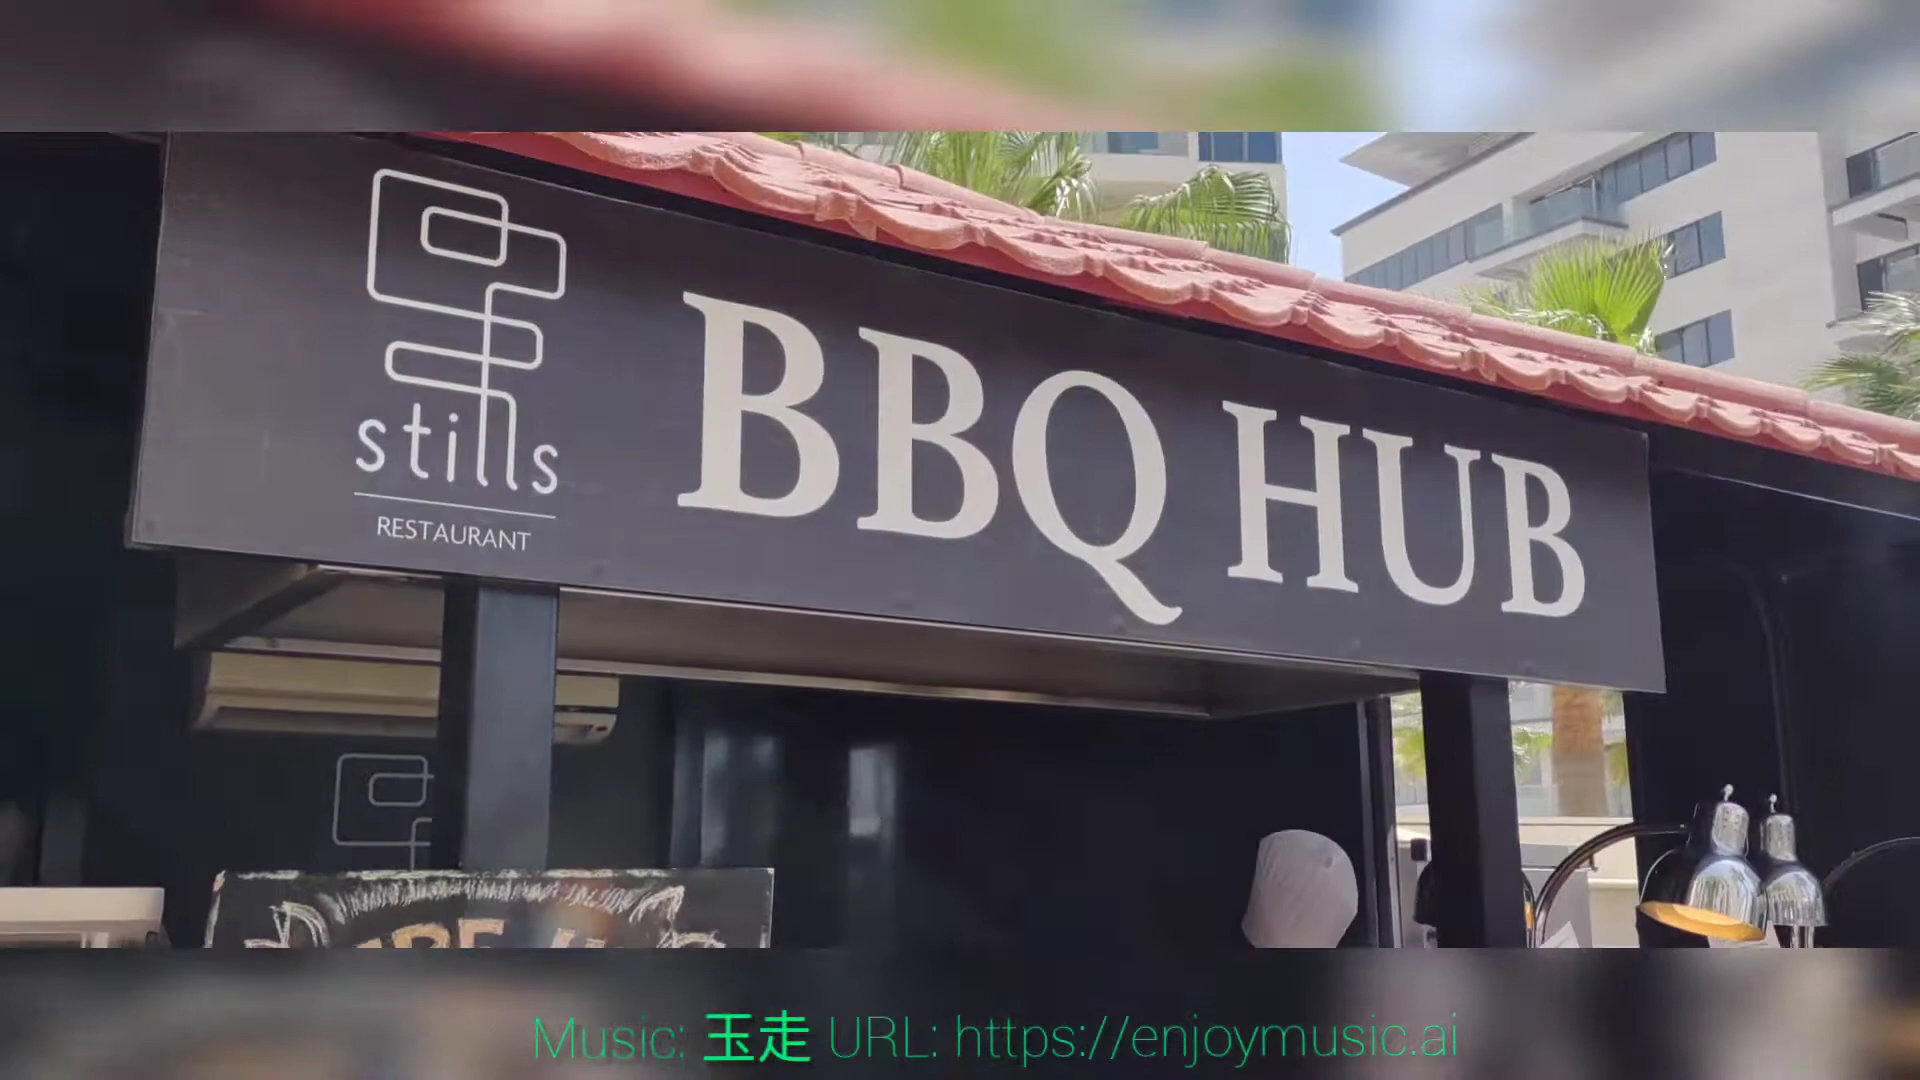 stills
RESTAURANT
BBQ HUB
Music: 玉走 URL: https://enjoymusic.ai